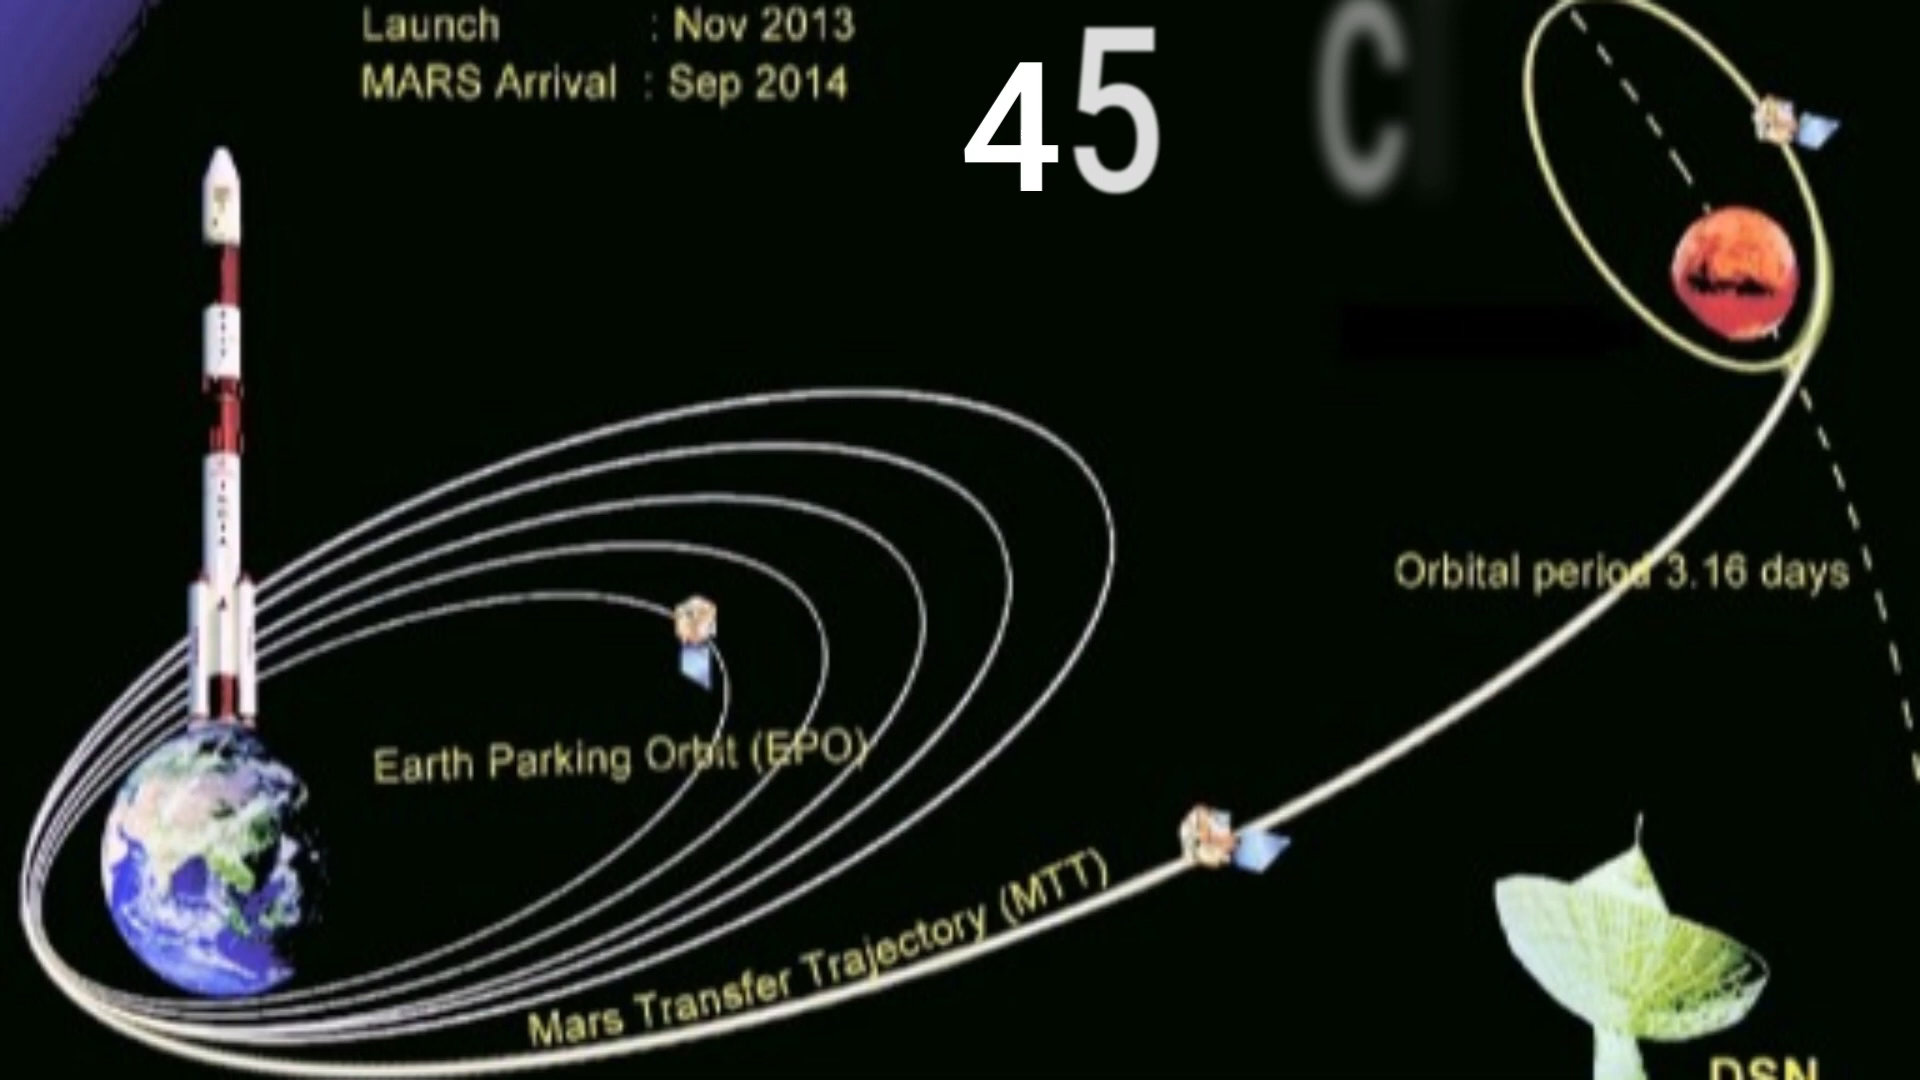 Launch : Nov 2013
MARS Arrival : Sep 2014
45 C
Orbital period 3.16 days
Earth Parking Orbit (EPO)
Mars Transfer Trajectory (MTT)
DSN